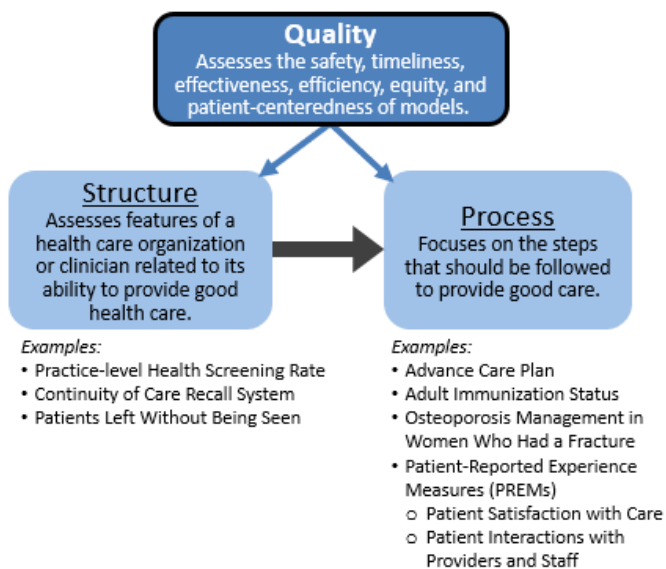 Quality
Assesses the safety, timeliness,
effectiveness, efficiency, equity, and
patient-centeredness of models.
Structure
Assesses features of a
health care organization
or clinician related to its
ability to provide good
health care.
Examples:
• Practice-level Health Screening Rate
• Continuity of Care Recall System
• Patients Left Without Being Seen
Process
Focuses on the steps
that should be followed
to provide good care.
Examples:
• Advance Care Plan
• Adult Immunization Status
• Osteoporosis Management in
Women Who Had a Fracture
• Patient-Reported Experience
Measures (PREMs)
o Patient Satisfaction with Care
o Patient Interactions with
Providers and Staff